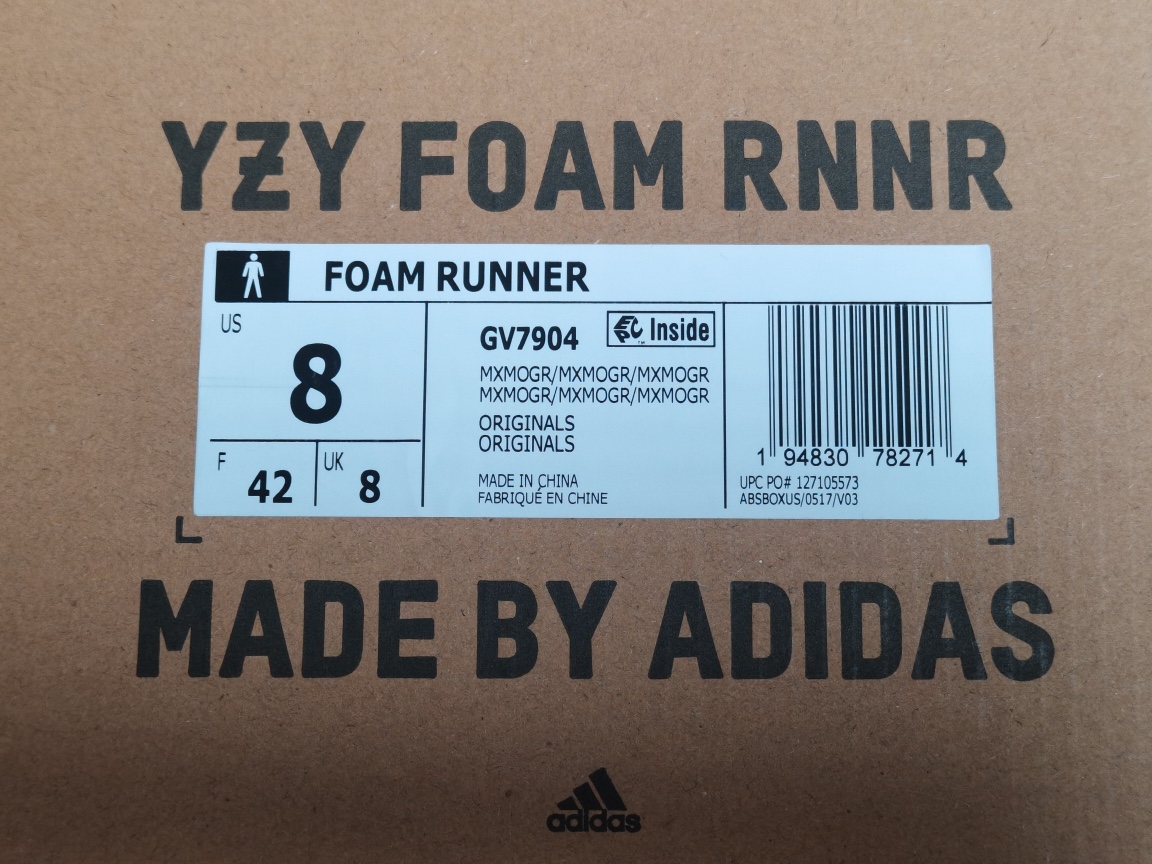 YZY FOAM RNNR
FOAM RUNNER
US
8
F
42
UK
8
GV7904
EPC Inside
™
MXMOGR/MXMOGR/MXMOGR
MXMOGR/MXMOGR/MXMOGR
ORIGINALS
ORIGINALS
MADE IN CHINA
FABRIQUÉ EN CHINE
1 94830 78271 4
UPC PO# 127105573
ABSBOXUS/0517/V03
MADE BY ADIDAS
adidas